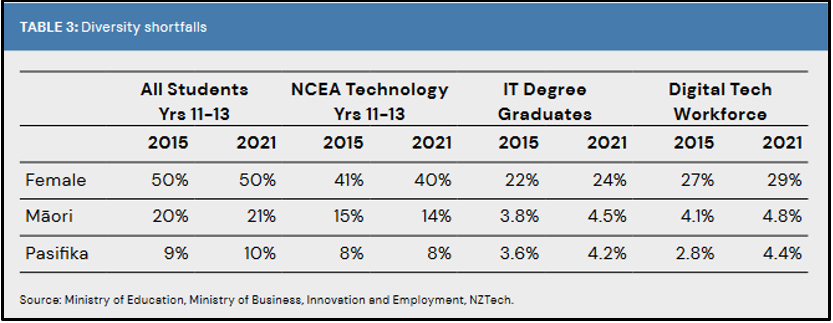 TABLE 3: Diversity shortfalls
All Students NCEA Technology IT Degree Digital Tech
Yrs 11-13 Yrs 11-13 Graduates Workforce
2015 2021 2015 2021 2015 2021 2015 2021
Female 50% 50% 41% 40% 22% 24% 27% 29%
Māori 20% 21% 15% 14% 3.8% 4.5% 4.1% 4.8%
Pasifika 9% 10% 8% 8% 3.6% 4.2% 2.8% 4.4%
Source: Ministry of Education, Ministry of Business, Innovation and Employment, NZTech.